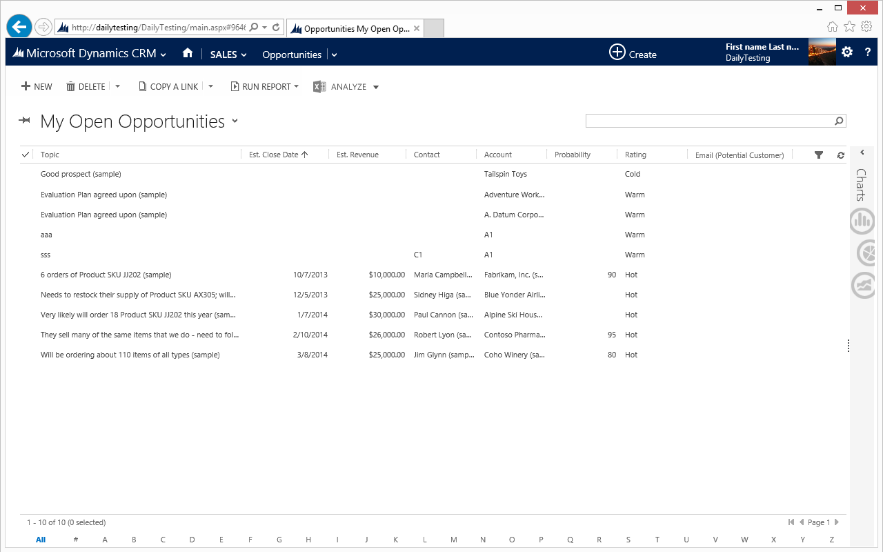 http://dailytesting/DailyTesting/main.aspx#9646
Opportunities My Open Op...
Microsoft Dynamics CRM
SALES
Opportunities
Create
First name Last n...
DailyTesting
?
NEW
DELETE
COPY A LINK
RUN REPORT
ANALYZE
My Open Opportunities
Topic Est. Close Date Est. Revenue Contact Account Probability Rating Email (Potential Customer)
Good prospect (sample) Tailspin Toys Cold
Evaluation Plan agreed upon (sample) Adventure Work... Warm
Evaluation Plan agreed upon (sample) A. Datum Corpo... Warm
aaa A1 Warm
sss C1 A1 Warm
6 orders of Product SKU JJ202 (sample) 10/7/2013 $10,000.00 Maria Campbell... Fabrikam, Inc. (s... 90 Hot
Needs to restock their supply of Product SKU AX305; will... 12/5/2013 $25,000.00 Sidney Higa (sa... Blue Yonder Airli... Hot
Very likely will order 18 Product SKU JJ202 this year (sam... 1/7/2014 $30,000.00 Paul Cannon (sa... Alpine Ski Hous... Hot
They sell many of the same items that we do - need to fol... 2/10/2014 $26,000.00 Robert Lyon (sa... Contoso Pharma... 95 Hot
Will be ordering about 110 items of all types (sample) 3/8/2014 $25,000.00 Jim Glynn (samp... Coho Winery (sa... 80 Hot
Charts
1 - 10 of 10 (0 selected)
Page 1
All # A B C D E F G H I J K L M N O P Q R S T U V W X Y Z